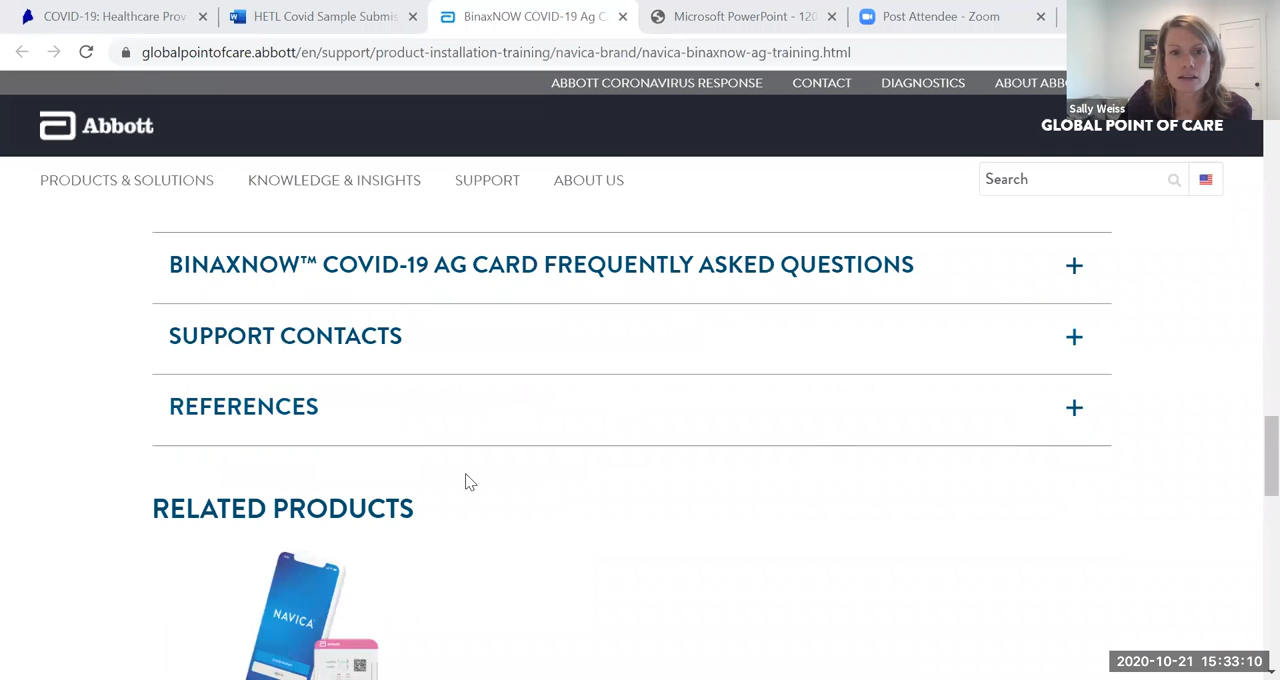 COVID-19: Healthcare Prov
HETL Covid Sample Submis
BinaxNOW COVID-19 Ag C
Microsoft PowerPoint - 120
Post Attendee - Zoom
globalpointofcare.abbott/en/support/product-installation-training/navica-brand/navica-binaxnow-ag-training.html
ABBOTT CORONAVIRUS RESPONSE
CONTACT
DIAGNOSTICS
ABOUT ABB
Sally Weiss
Abbott
GLOBAL POINT OF CARE
PRODUCTS & SOLUTIONS
KNOWLEDGE & INSIGHTS
SUPPORT
ABOUT US
Search
BINAXNOW™ COVID-19 AG CARD FREQUENTLY ASKED QUESTIONS
SUPPORT CONTACTS
REFERENCES
RELATED PRODUCTS
NAVICA
2020-10-21 15:33:10